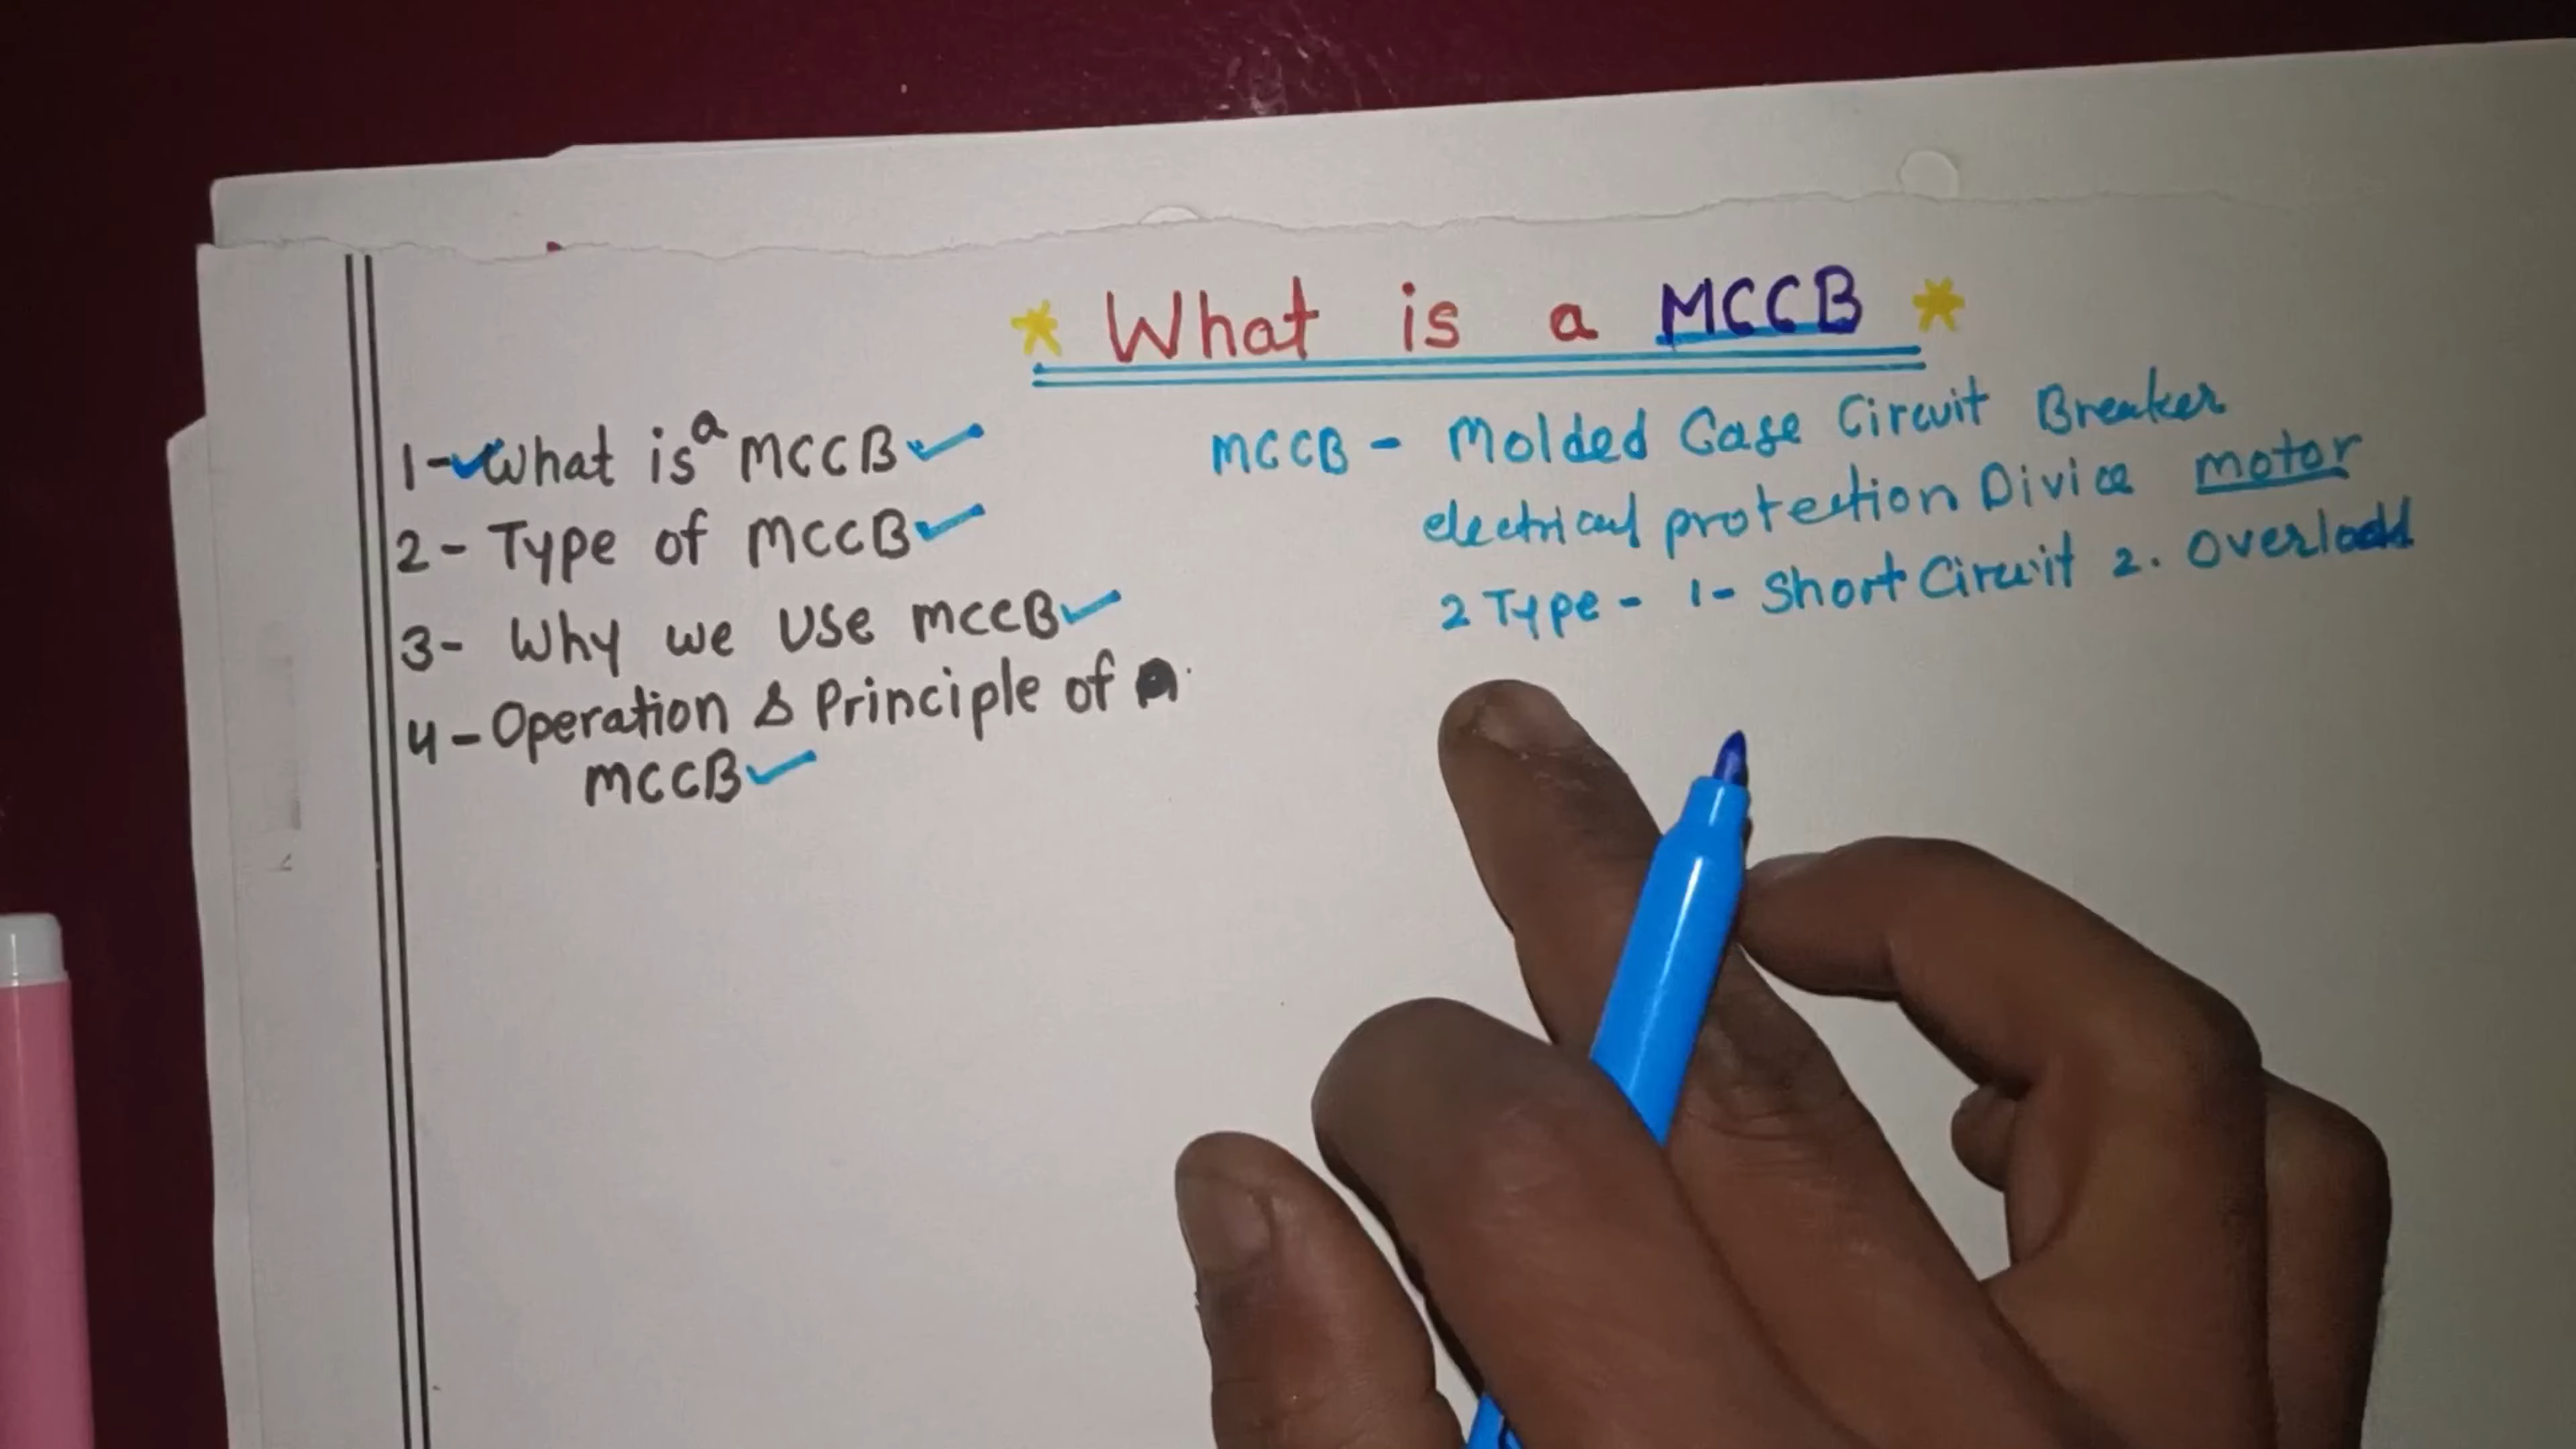 * What is a MCCB *
1- What is a MCCB
2- Type of MCCB
3- Why we Use MCCB
4- Operation & Principle of
MCCB
MCCB - Molded Case Circuit Breaker
electrical protection Divice motor
2 Type - 1- Short Circuit 2. Overload